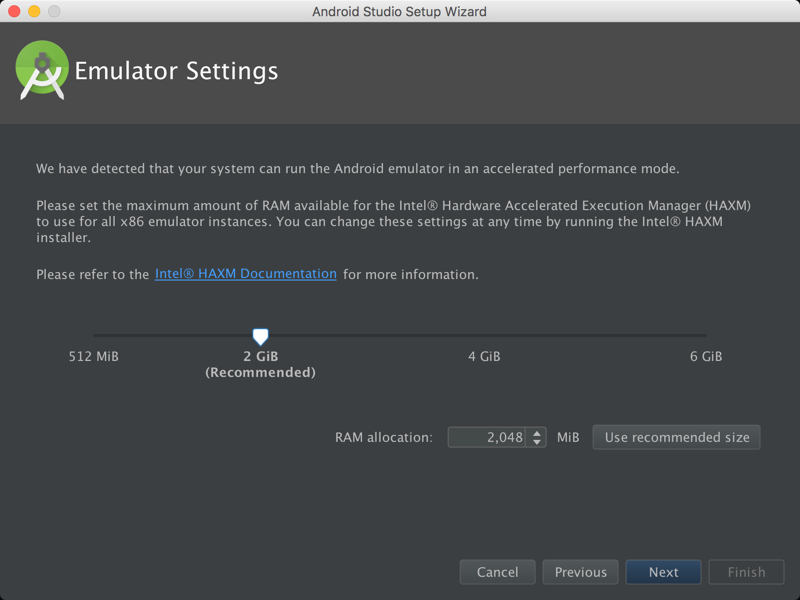 Android Studio Setup Wizard
Emulator Settings
We have detected that your system can run the Android emulator in an accelerated performance mode.
Please set the maximum amount of RAM available for the Intel® Hardware Accelerated Execution Manager (HAXM)
to use for all x86 emulator instances. You can change these settings at any time by running the Intel® HAXM
installer.
Please refer to the Intel® HAXM Documentation for more information.
512 MiB 2 GiB 4 GiB 6 GiB
(Recommended)
RAM allocation: 2,048 MiB Use recommended size
Cancel Previous Next Finish